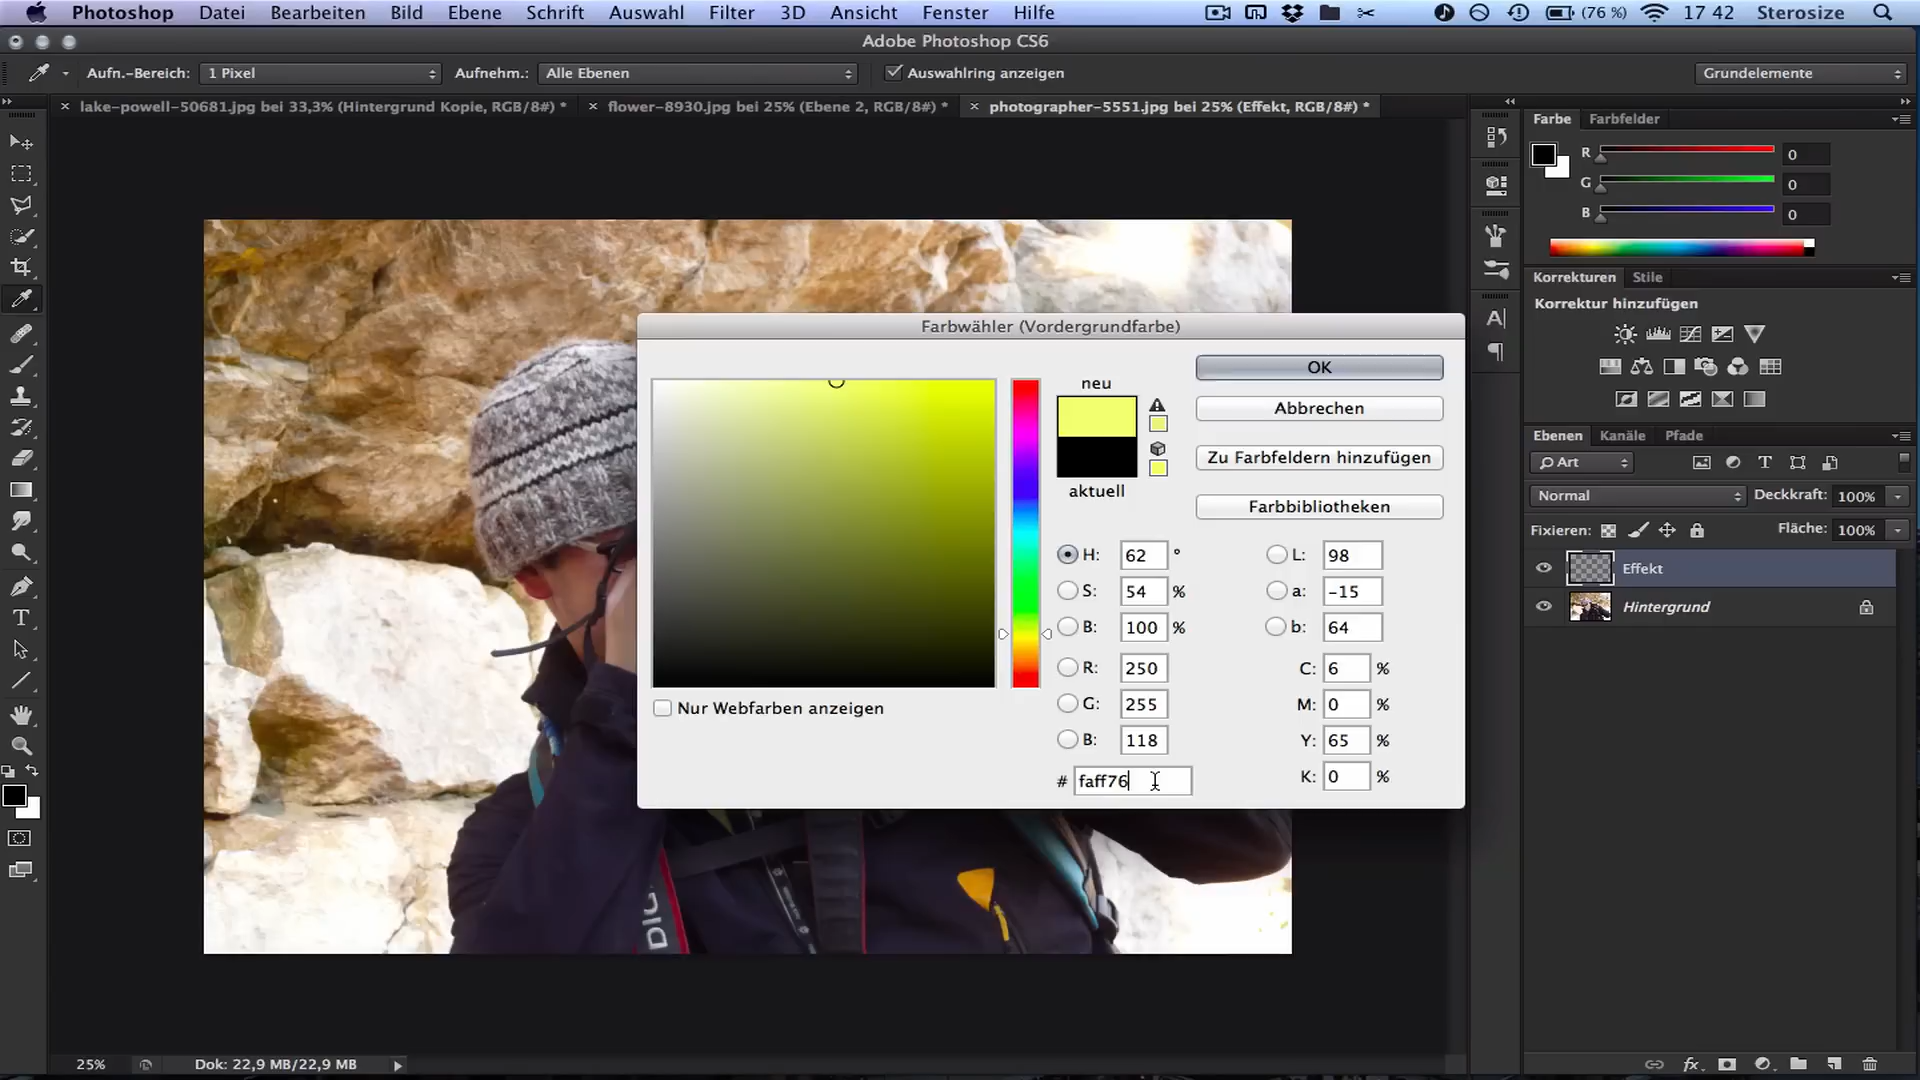 Photoshop Datei Bearbeiten Bild Ebene Schrift Auswahl Filter 3D Ansicht Fenster Hilfe (76 %) 17 42 Sterosize
Adobe Photoshop CS6
Aufn.-Bereich: 1 Pixel Aufnehm.: Alle Ebenen Auswahlring anzeigen Grundelemente
lake-powell-50681.jpg bei 33,3% (Hintergrund Kopie, RGB/8#) * flower-8930.jpg bei 25% (Ebene 2, RGB/8#) * photographer-5551.jpg bei 25% (Effekt, RGB/8#) *
Farbe Farbfelder
R 0
G 0
B 0
Korrekturen Stile
Korrektur hinzufügen
Farbwähler (Vordergrundfarbe)
neu
aktuell
OK
Abbrechen
Zu Farbfeldern hinzufügen
Farbbibliotheken
H: 62 ° L: 98
S: 54 % a: -15
B: 100 % b: 64
R: 250 C: 6 %
G: 255 M: 0 %
B: 118 Y: 65 %
# faff76 K: 0 %
Nur Webfarben anzeigen
Ebenen Kanäle Pfade
Art
Normal Deckkraft: 100%
Fixieren: Fläche: 100%
Effekt
Hintergrund
DIG
25% Dok: 22,9 MB/22,9 MB